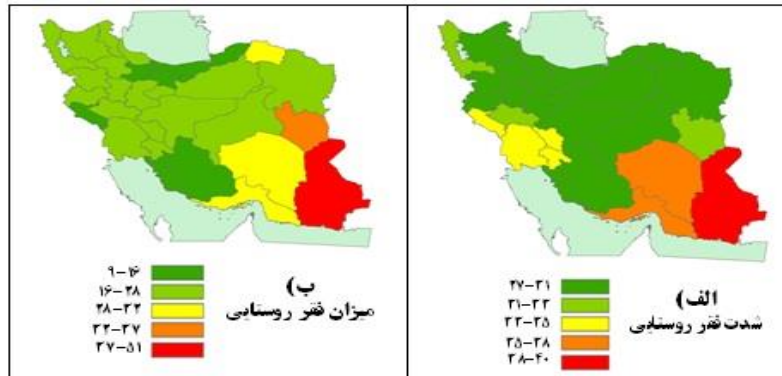 الف)
شدت فقر روستایی
۲۷-۳۱
۳۱-۳۳
۳۳-۳۵
۳۵-۳۸
۳۸-۴۰
ب)
میزان فقر روستایی
۹-۱۶
۱۶-۲۸
۲۸-۳۲
۳۲-۳۷
۳۷-۵۱